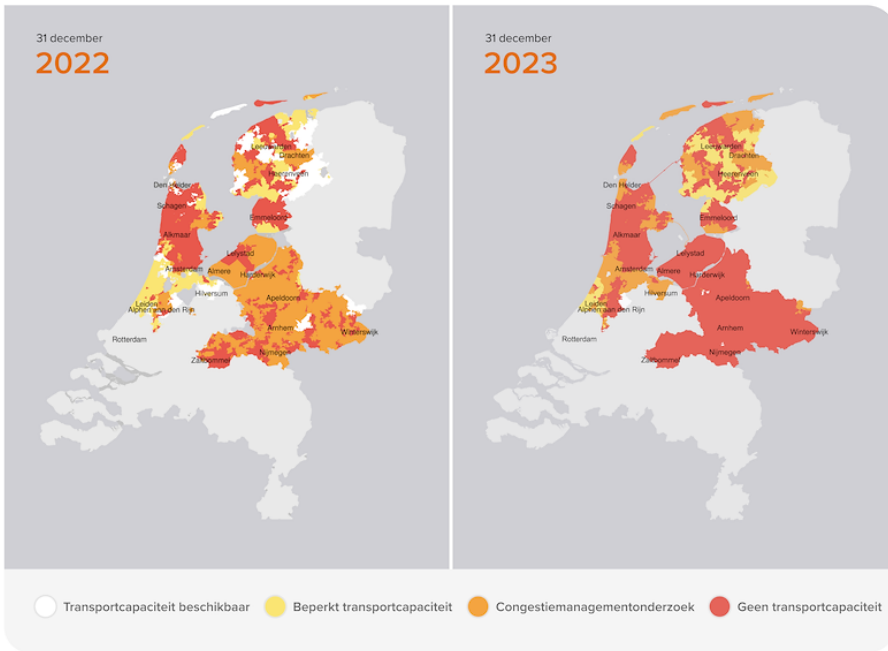 31 december
2022
Leeuwarden
Drachten
Heerenveen
Den Helder
Schagen
Emmeloord
Alkmaar
Lelystad
Amsterdam
Almere
Harderwijk
Hilversum
Apeldoorn
Leiden
Alphen aan den Rijn
Arnhem
Winterswijk
Rotterdam
Nijmegen
Zaltbommel
31 december
2023
Leeuwarden
Drachten
Heerenveen
Den Helder
Schagen
Emmeloord
Alkmaar
Lelystad
Amsterdam
Almere
Harderwijk
Hilversum
Apeldoorn
Leiden
Alphen aan den Rijn
Arnhem
Winterswijk
Rotterdam
Nijmegen
Zaltbommel
Transportcapaciteit beschikbaar
Beperkt transportcapaciteit
Congestiemanagementonderzoek
Geen transportcapaciteit